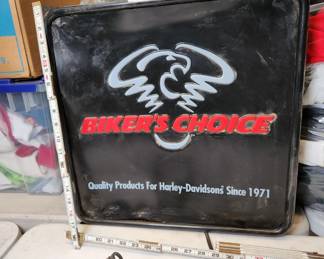 BIKER'S CHOICE
Quality Products For Harley-Davidsons® Since 1971